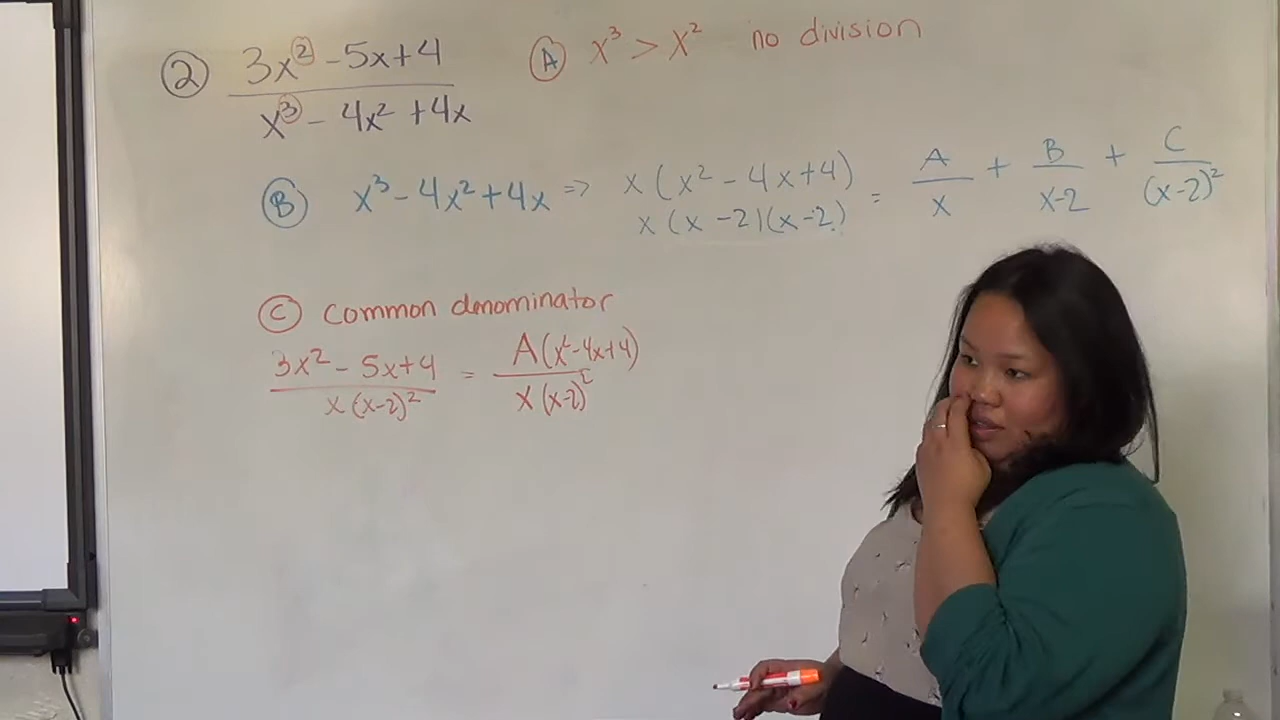 ② 3x² - 5x + 4 / x³ - 4x² + 4x
Ⓐ x³ > x² no division
Ⓑ x³ - 4x² + 4x ⇒ x(x² - 4x + 4)
x(x - 2)(x - 2) = A/x + B/x-2 + C/(x-2)²
Ⓒ common denominator
3x² - 5x + 4 / x(x-2)² = A(x² - 4x + 4) / x(x-2)²